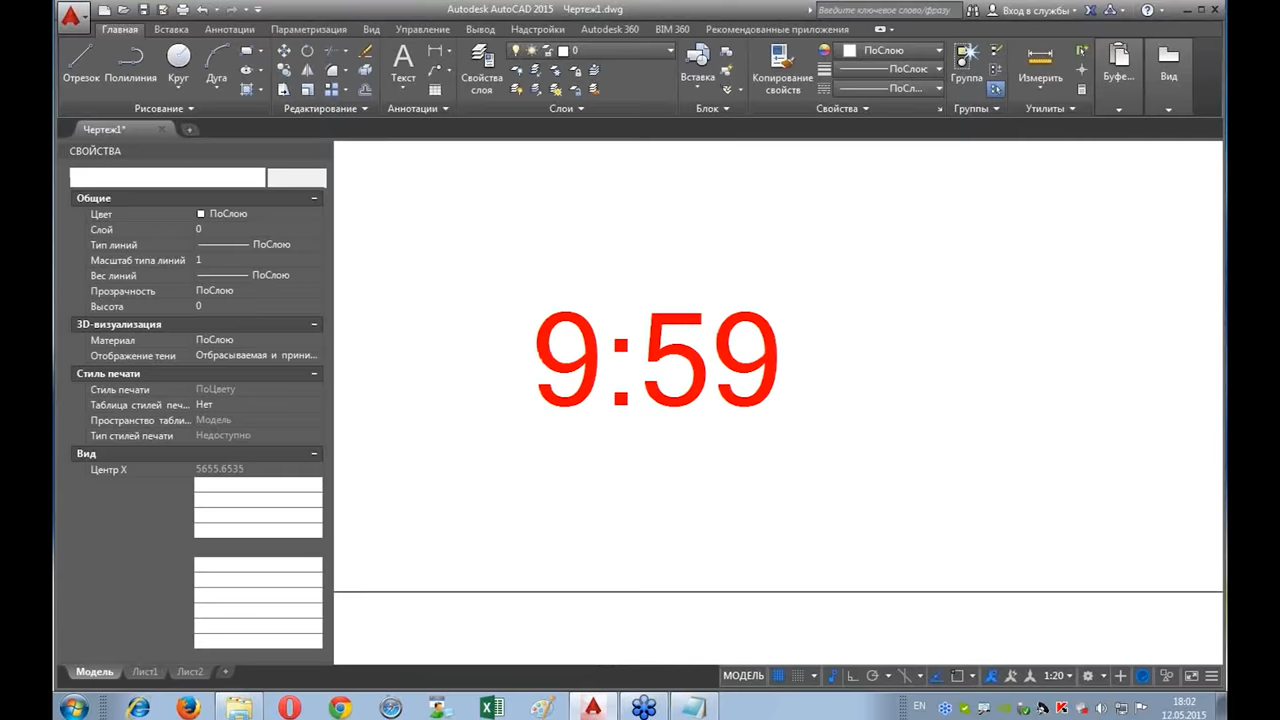 Autodesk AutoCAD 2015 Чертеж1.dwg
Введите ключевое слово/фразу
Вход в службы
Главная Вставка Аннотации Параметризация Вид Управление Вывод Надстройки Autodesk 360 BIM 360 Рекомендованные приложения
0 ПоСлою
ПоСлою
ПоСл...
Отрезок Полилиния Круг Дуга Текст Свойства слоя Вставка Копирование свойств Группа Измерить Буфе... Вид
Рисование Редактирование Аннотации Слои Блок Свойства Группы Утилиты
Чертеж1*
СВОЙСТВА
Общие
Цвет ПоСлою
Слой 0
Тип линий ПоСлою
Масштаб типа линий 1
Вес линий ПоСлою
Прозрачность ПоСлою
Высота 0
3D-визуализация
Материал ПоСлою
Отображение тени Отбрасываемая и прини...
Стиль печати
Стиль печати ПоЦвету
Таблица стилей печ... Нет
Пространство табли... Модель
Тип стилей печати Недоступно
Вид
Центр X 5655.6535
9:59
Модель Лист1 Лист2
МОДЕЛЬ 1:20
EN
18:02
12.05.2015